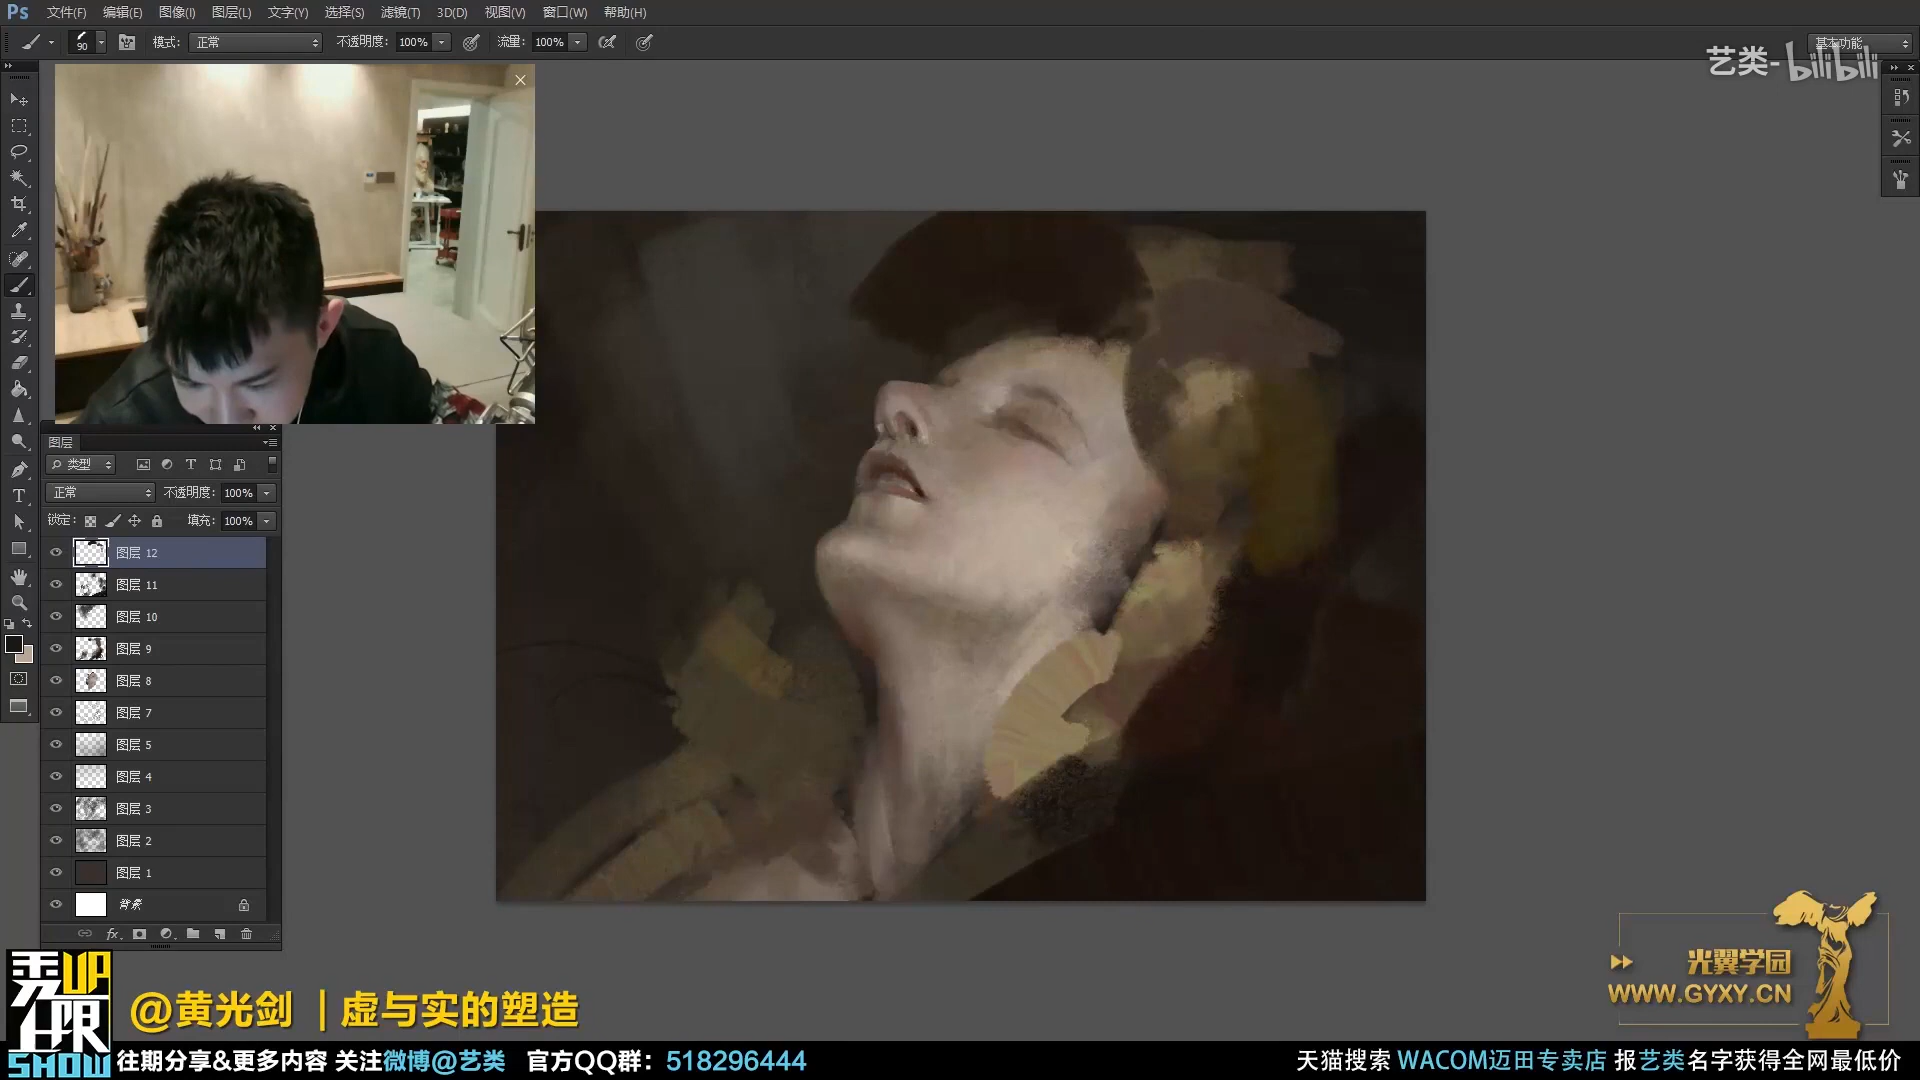 Ps 文件(F) 编辑(E) 图像(I) 图层(L) 文字(Y) 选择(S) 滤镜(T) 3D(D) 视图(V) 窗口(W) 帮助(H)
90 模式: 正常 不透明度: 100% 流量: 100% 基本功能
艺类-bilibili
图层
类型
正常 不透明度: 100%
锁定: 填充: 100%
图层 12
图层 11
图层 10
图层 9
图层 8
图层 7
图层 5
图层 4
图层 3
图层 2
图层 1
背景
fx
光翼学园
WWW.GYXY.CN
UP
SHOW
@黄光剑 | 虚与实的塑造
往期分享&更多内容 关注微博@艺类 官方QQ群: 518296444
天猫搜索 WACOM迈田专卖店 报艺类名字获得全网最低价